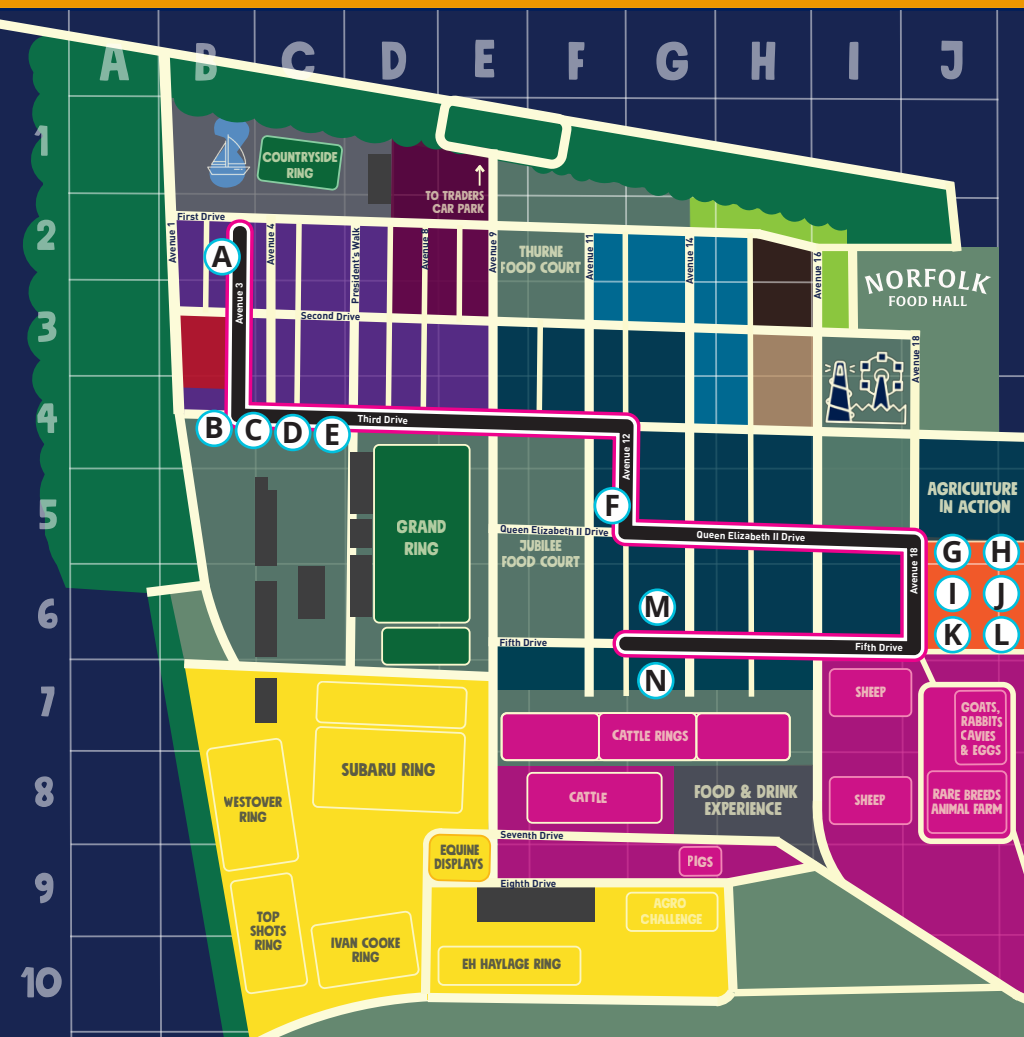 A B C D E F G H I J
1
COUNTRYSIDE
RING
TO TRADERS
CAR PARK
First Drive
2
Avenue 1
A
Avenue 3
Avenue 4
President's Walk
Avenue 8
Avenue 9
THURNE
FOOD COURT
Avenue 11
Avenue 14
Avenue 16
NORFOLK
FOOD HALL
3
Second Drive
Avenue 18
4
B C D E
Third Drive
Avenue 12
5
GRAND
RING
F
AGRICULTURE
IN ACTION
Queen Elizabeth II Drive
Queen Elizabeth II Drive
JUBILEE
FOOD COURT
Avenue 18
G H
I J
K L
6
M
Fifth Drive
Fifth Drive
N
7
SHEEP
GOATS,
RABBITS
CAVIES
& EGGS
CATTLE RINGS
8
SUBARU RING
WESTOVER
RING
CATTLE
FOOD & DRINK
EXPERIENCE
SHEEP
RARE BREEDS
ANIMAL FARM
Seventh Drive
EQUINE
DISPLAYS
PIGS
9
Eighth Drive
TOP
SHOTS
RING
IVAN COOKE
RING
AGRO
CHALLENGE
EH HAYLAGE RING
10